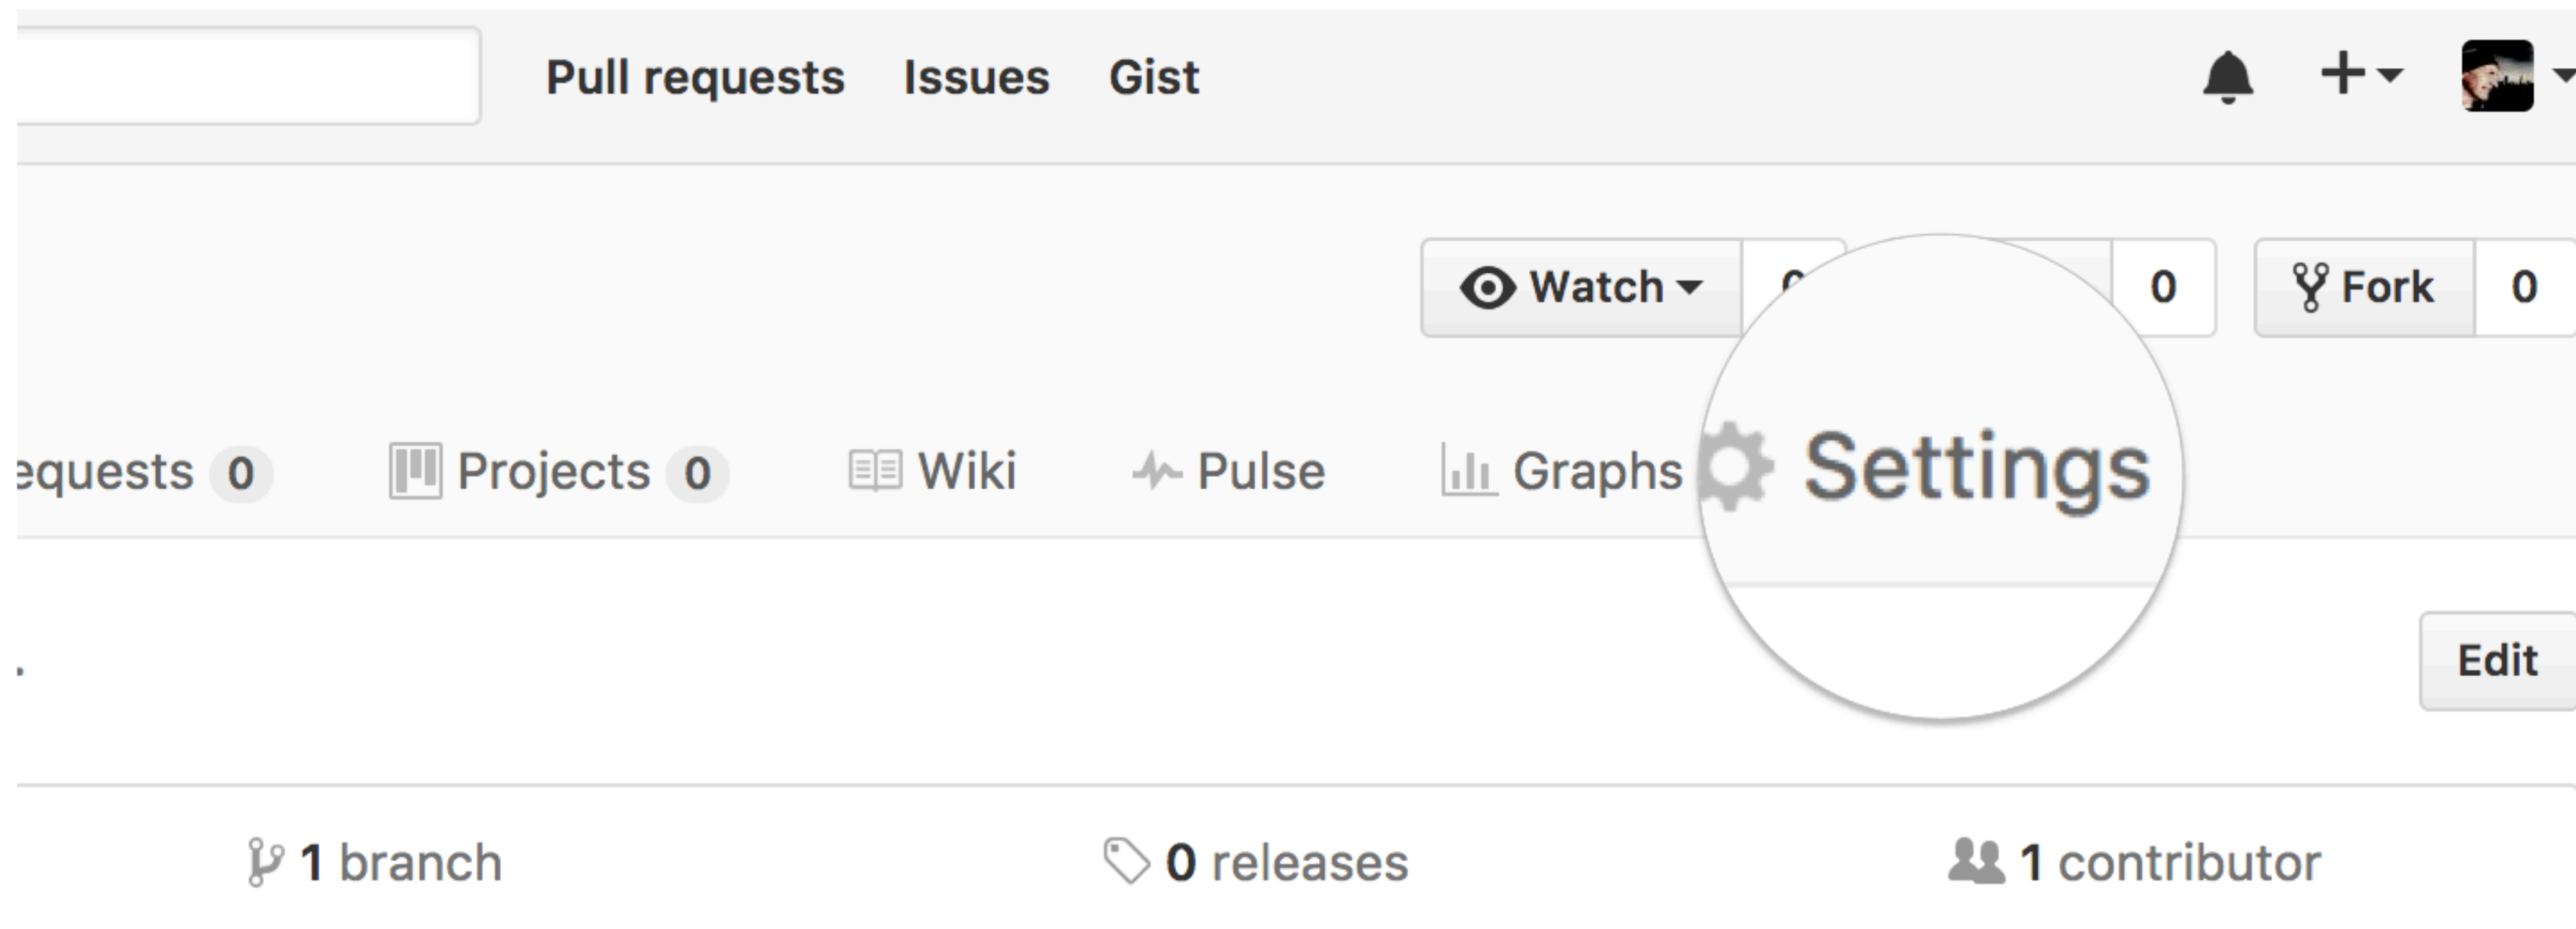 Pull requests Issues Gist
Watch 0 0 Fork 0
equests 0 Projects 0 Wiki Pulse Graphs Settings
Edit
1 branch 0 releases 1 contributor